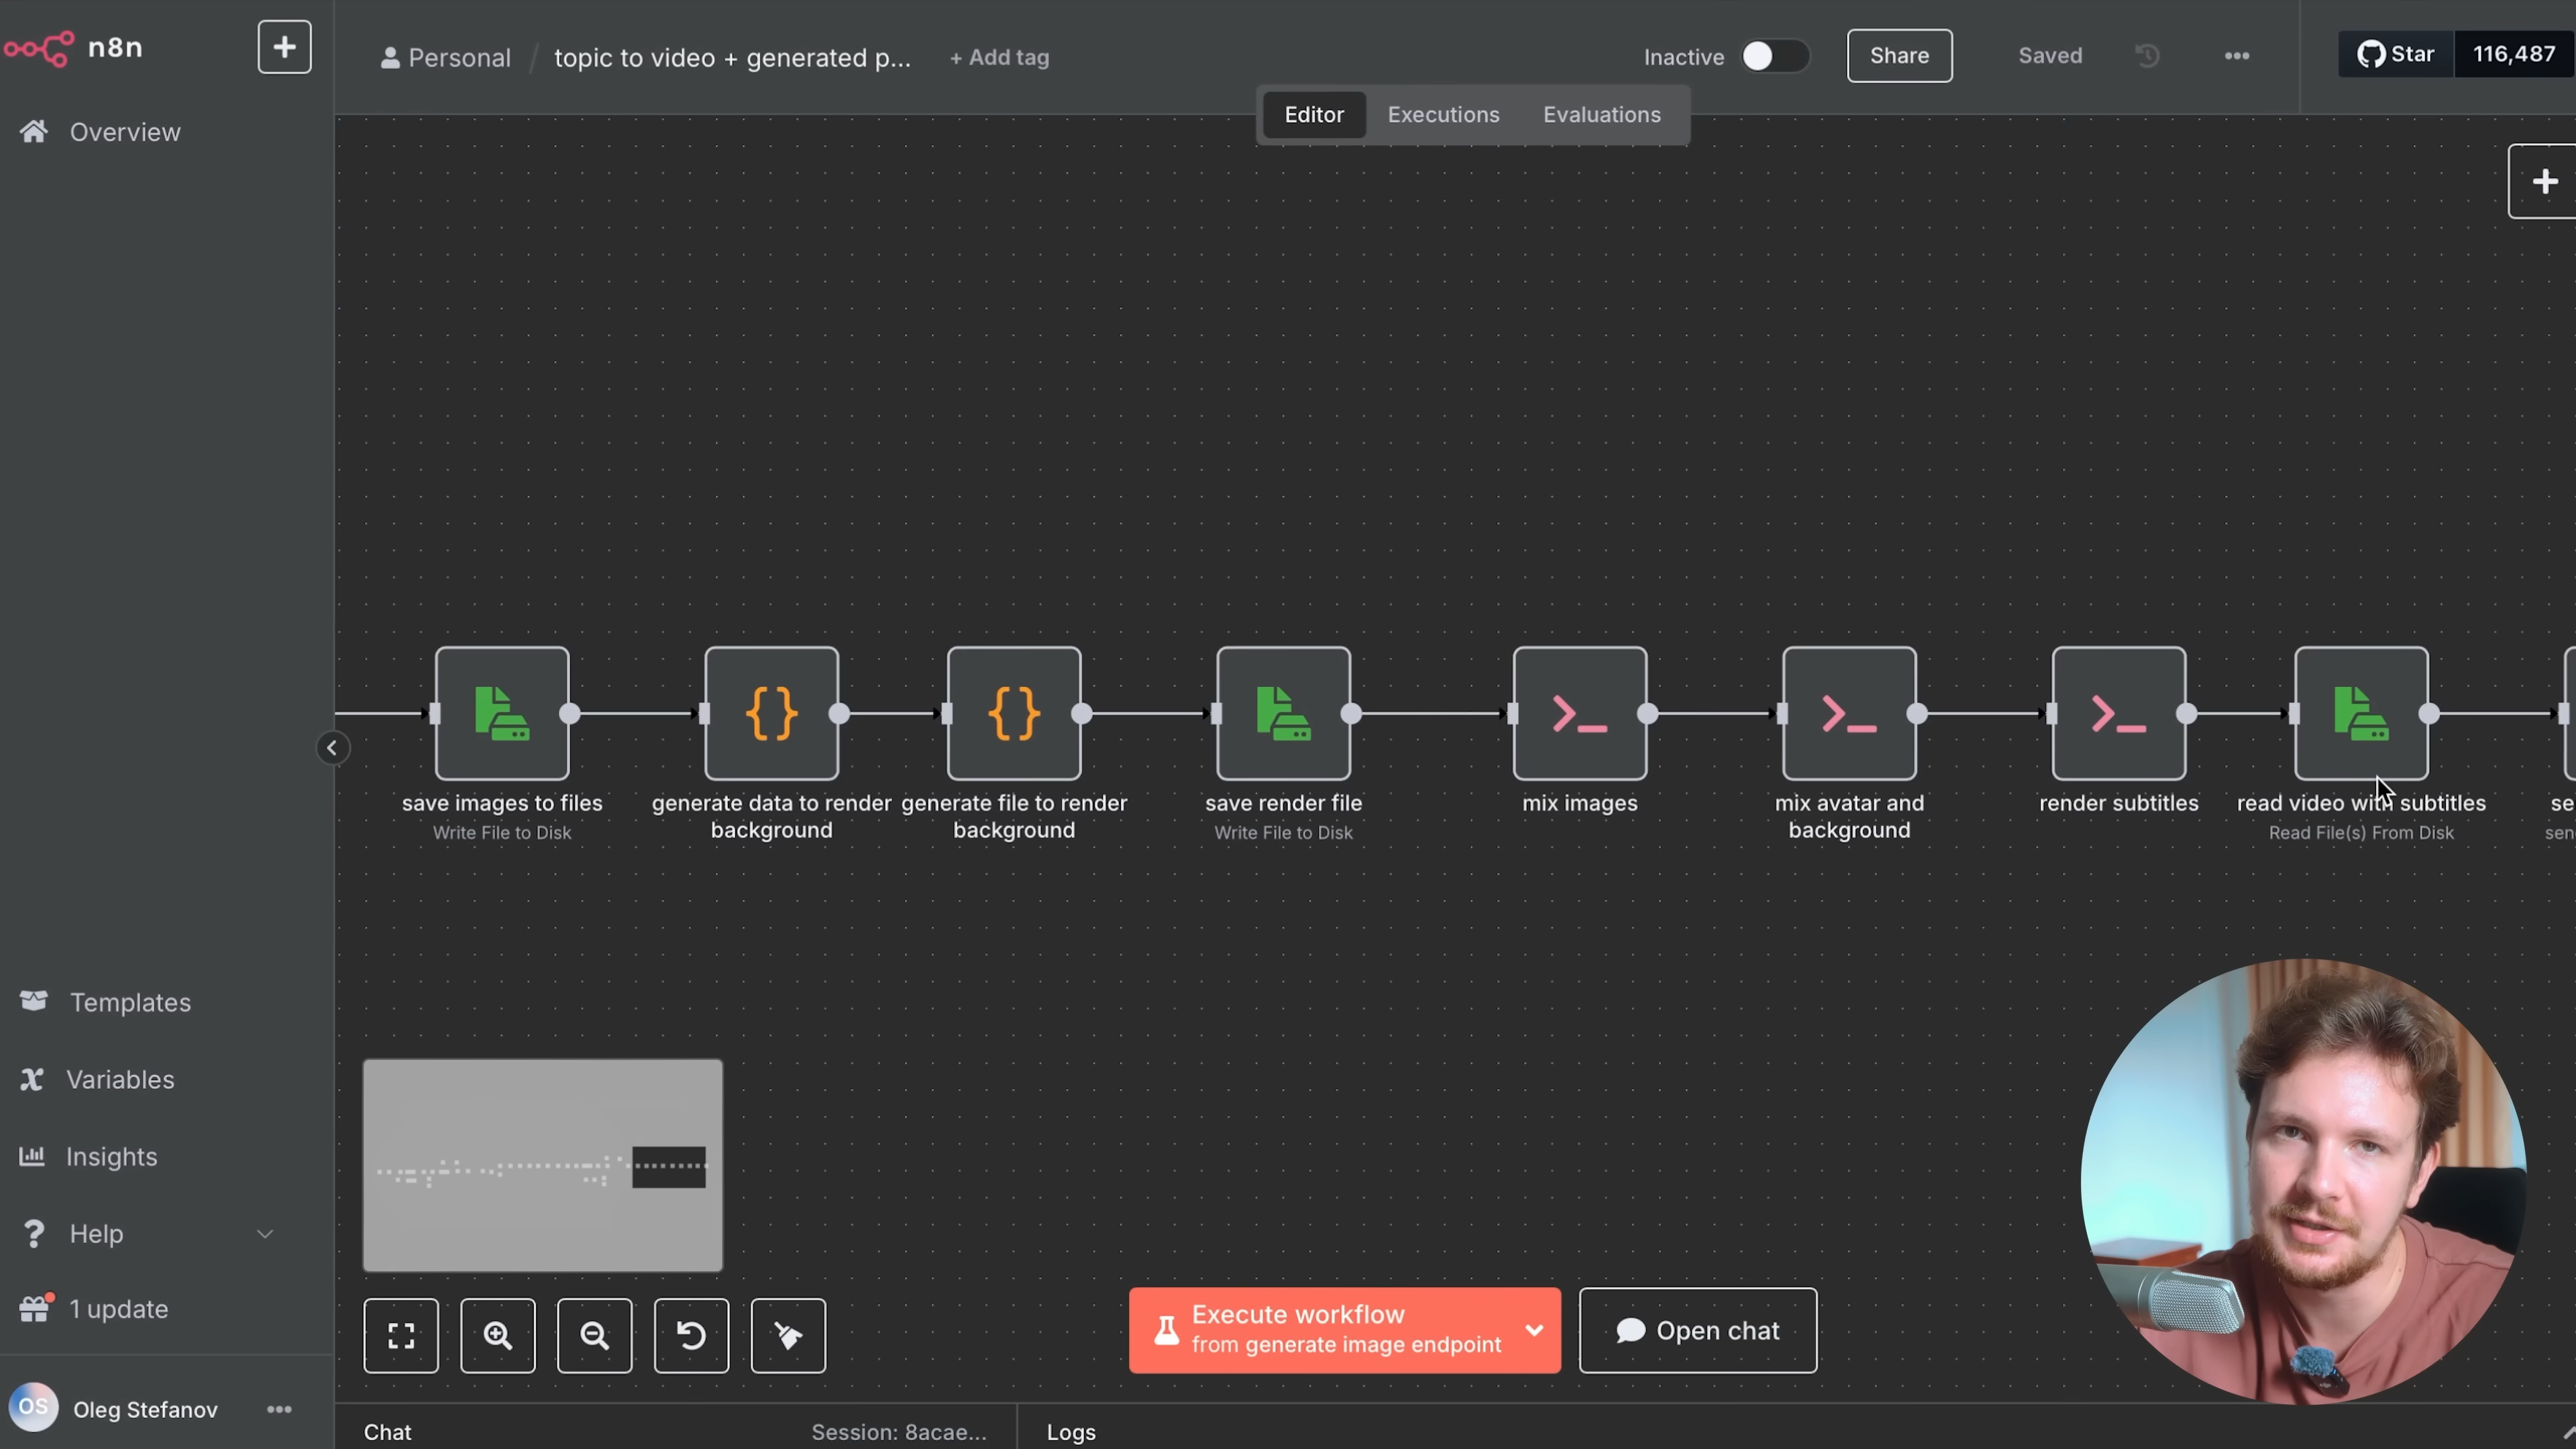 n8n
Personal / topic to video + generated p...
+ Add tag
Inactive
Share
Saved
Star
116,487
Overview
Editor
Executions
Evaluations
save images to files
Write File to Disk
generate data to render
background
generate file to render
background
save render file
Write File to Disk
mix images
mix avatar and
background
render subtitles
read video with subtitles
Read File(s) From Disk
se
sen
Templates
Variables
Insights
Help
1 update
Execute workflow
from generate image endpoint
Open chat
OS
Oleg Stefanov
Chat
Session: 8acae...
Logs